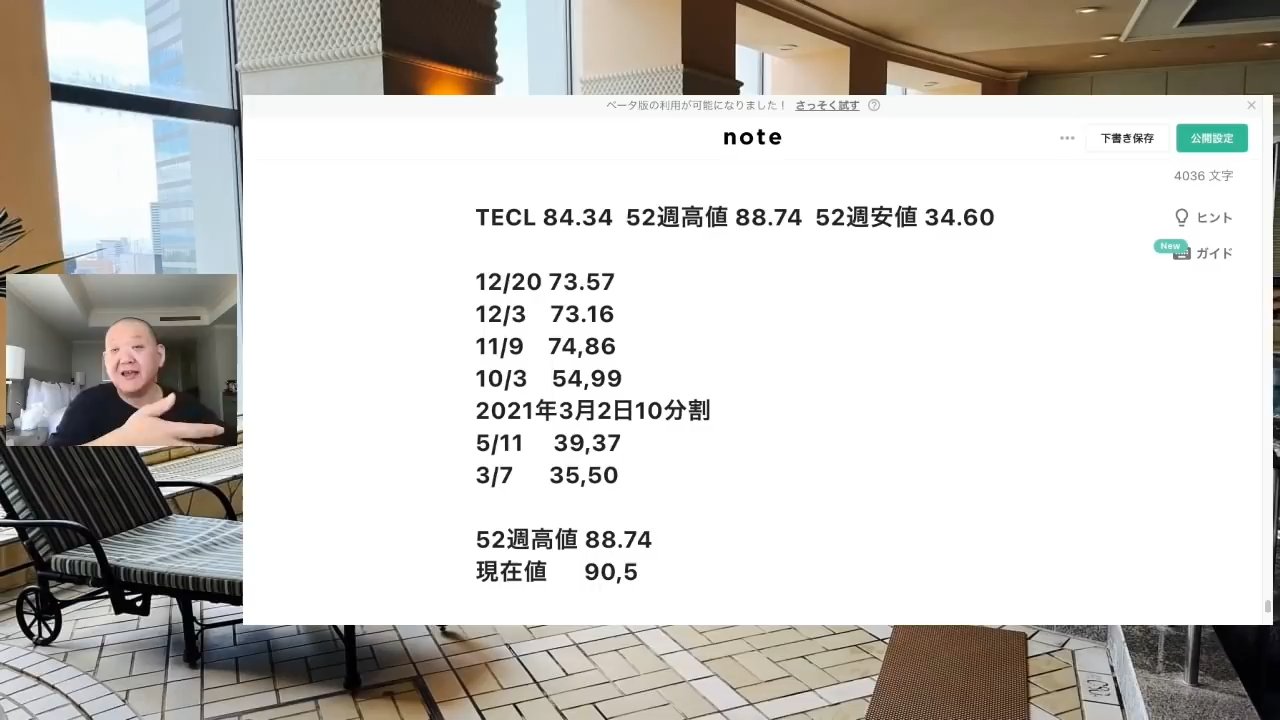 ベータ版の利用が可能になりました！ さっそく試す
note
下書き保存
公開設定
4036 文字
TECL 84.34 52週高値 88.74 52週安値 34.60
ヒント
New
ガイド
12/20 73.57
12/3 73.16
11/9 74,86
10/3 54,99
2021年3月2日10分割
5/11 39,37
3/7 35,50
52週高値 88.74
現在値 90,5